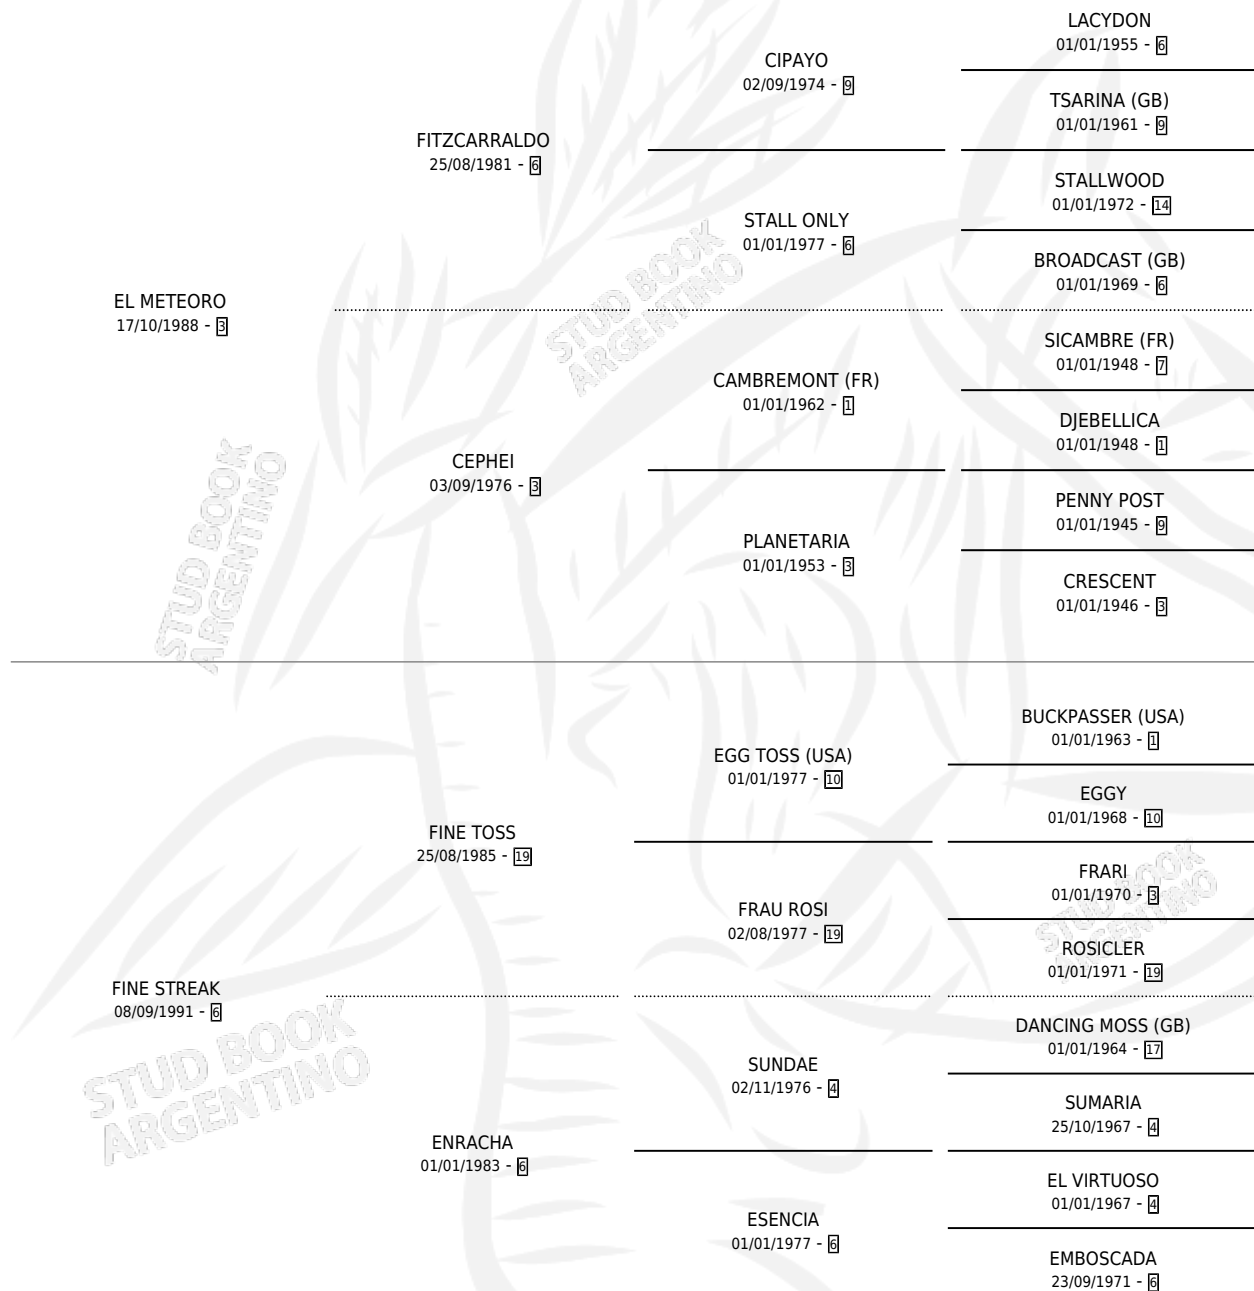 LACYDON
01/01/1955 - 6
CIPAYO
02/09/1974 - 9
TSARINA (GB)
01/01/1961 - 9
FITZCARRALDO
25/08/1981 - 6
STALLWOOD
01/01/1972 - 14
STALL ONLY
01/01/1977 - 6
BROADCAST (GB)
01/01/1969 - 6
EL METEORO
17/10/1988 - 3
SICAMBRE (FR)
01/01/1948 - 7
CAMBREMONT (FR)
01/01/1962 - 1
DJEBELLICA
01/01/1948 - 1
CEPHEI
03/09/1976 - 3
PENNY POST
01/01/1945 - 9
PLANETARIA
01/01/1953 - 3
CRESCENT
01/01/1946 - 3
BUCKPASSER (USA)
01/01/1963 - 1
EGG TOSS (USA)
01/01/1977 - 10
EGGY
01/01/1968 - 10
FINE TOSS
25/08/1985 - 19
FRARI
01/01/1970 - 3
FRAU ROSI
02/08/1977 - 19
ROSICLER
01/01/1971 - 19
FINE STREAK
08/09/1991 - 6
DANCING MOSS (GB)
01/01/1964 - 17
SUNDAE
02/11/1976 - 4
SUMARIA
25/10/1967 - 4
ENRACHA
01/01/1983 - 6
EL VIRTUOSO
01/01/1967 - 4
ESENCIA
01/01/1977 - 6
EMBOSCADA
23/09/1971 - 6
STUD BOOK
ARGENTINO
STUD BOOK
ARGENTINO
STUD BOOK
ARGENTINO
STUD BOOK
ARGENTINO